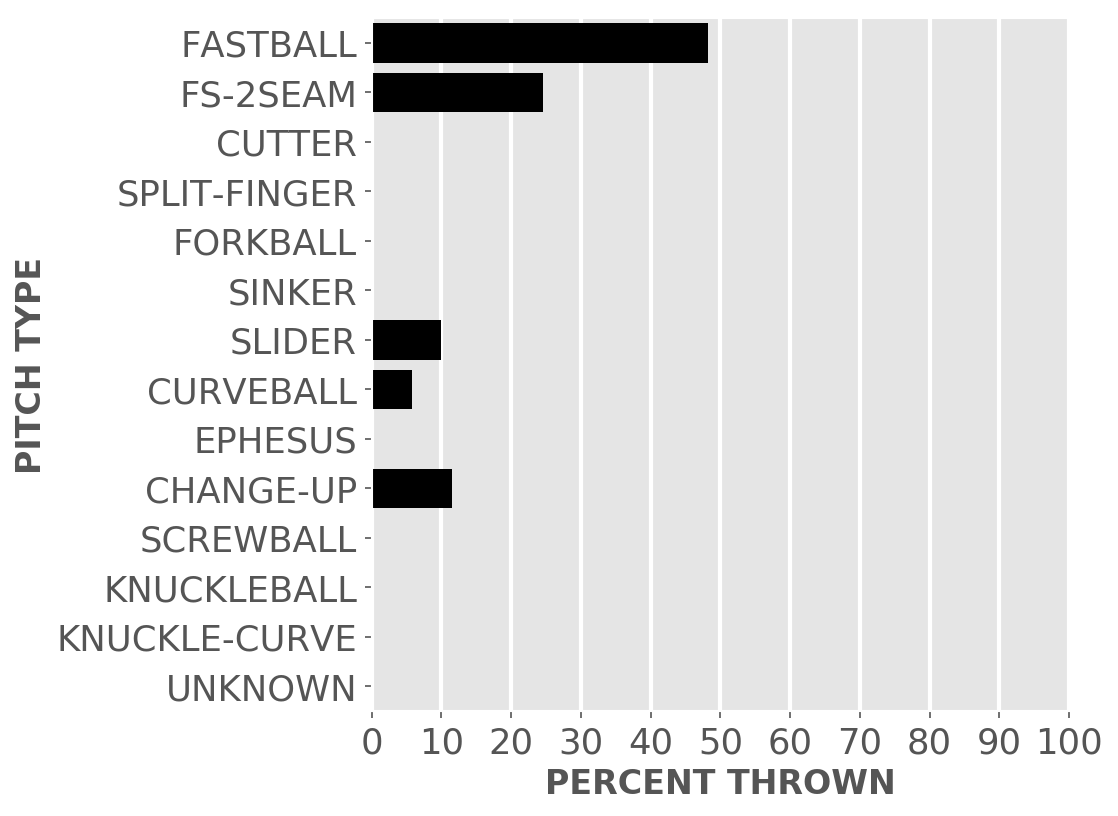 FASTBALL
FS-2SEAM
CUTTER
SPLIT-FINGER
FORKBALL
SINKER
SLIDER
CURVEBALL
EPHESUS
CHANGE-UP
SCREWBALL
KNUCKLEBALL
KNUCKLE-CURVE
UNKNOWN
PITCH TYPE
0 10 20 30 40 50 60 70 80 90 100
PERCENT THROWN